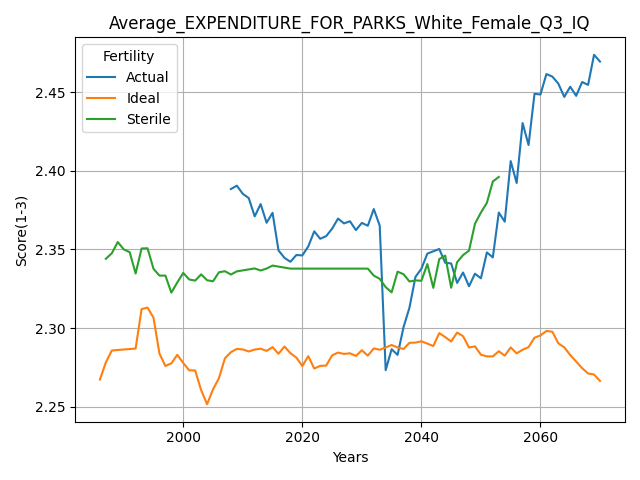 Average_EXPENDITURE_FOR_PARKS_White_Female_Q3_IQ
Fertility
Actual
Ideal
Sterile
Score(1-3)
2.45
2.40
2.35
2.30
2.25
2000
2020
2040
2060
Years